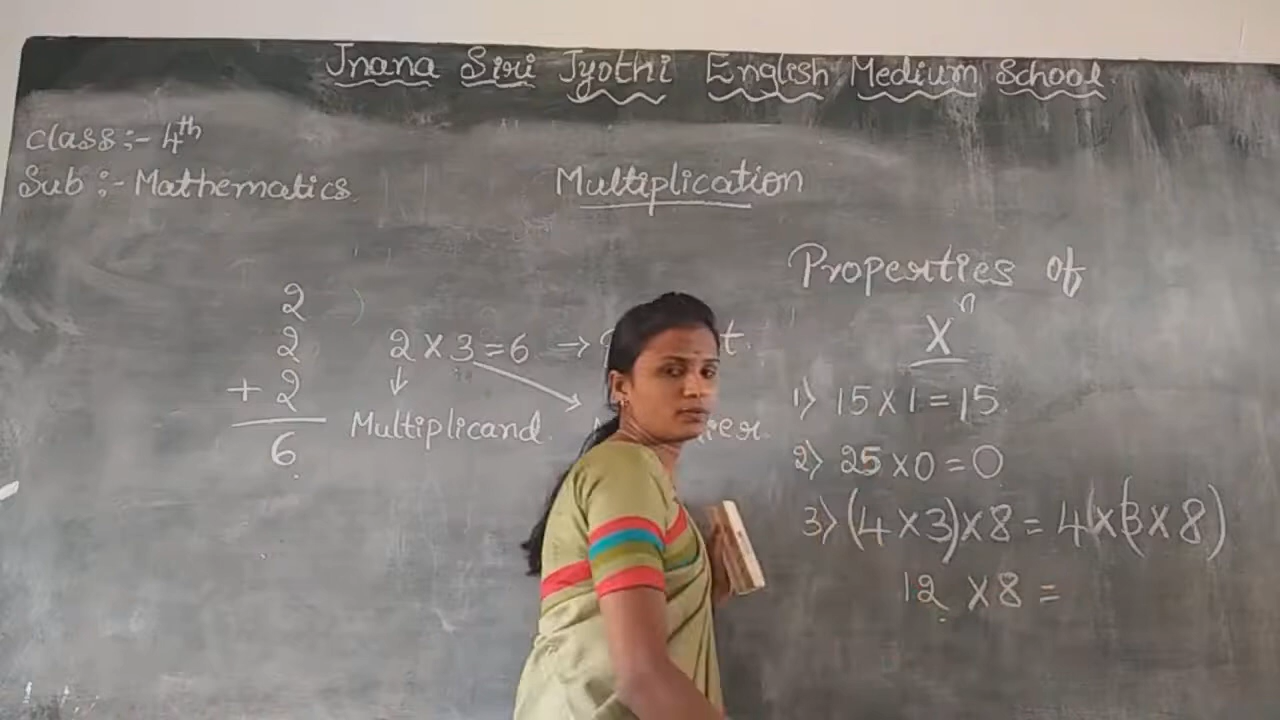 Jnana Siri Jyothi English Medium School
Class :- 4th
Sub :- Mathematics
Multiplication
2
2
+ 2
6
2 x 3 = 6 →
Multiplicand
Properties of
x n
1) 15 x 1 = 15
2) 25 x 0 = 0
3) (4 x 3) x 8 = 4(x(3 x 8)
12 x 8 =